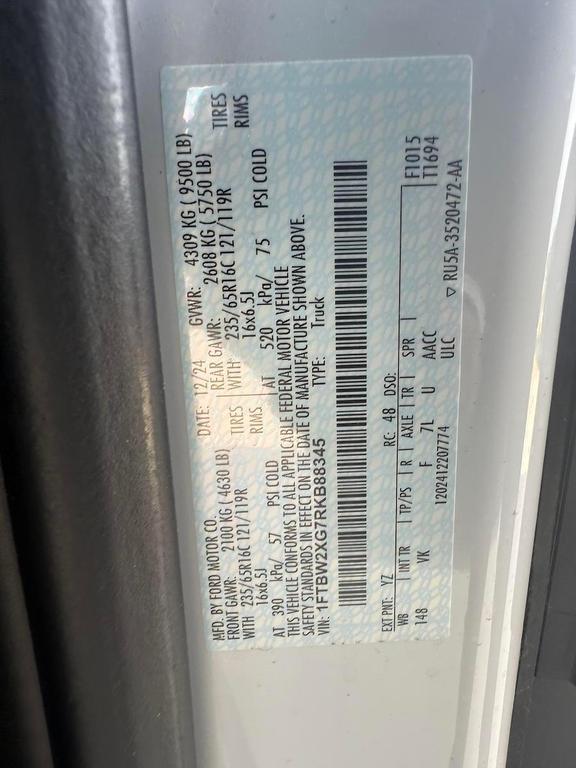 MFD. BY FORD MOTOR CO. DATE: 12/24 GVWR: 4309 KG ( 9500 LB)
FRONT GAWR: 2100 KG ( 4630 LB) REAR GAWR: 2608 KG ( 5750 LB)
WITH 235/65R16C 121/119R TIRES WITH 235/65R16C 121/119R TIRES
16x6.5J RIMS 16x6.5J RIMS
AT 390 kPa/ 57 PSI COLD AT 520 kPa/ 75 PSI COLD
THIS VEHICLE CONFORMS TO ALL APPLICABLE FEDERAL MOTOR VEHICLE
SAFETY STANDARDS IN EFFECT ON THE DATE OF MANUFACTURE SHOWN ABOVE.
VIN: 1FTBW2XG7RKB88345 TYPE: Truck
EXT PNT: YZ RC: 48 DSO: F1015
WB INT TR TP/PS R AXLE TR SPR T1694
148 VK F 7L U AACC
1202412207774 ULC ▽ RU5A-3520472-AA